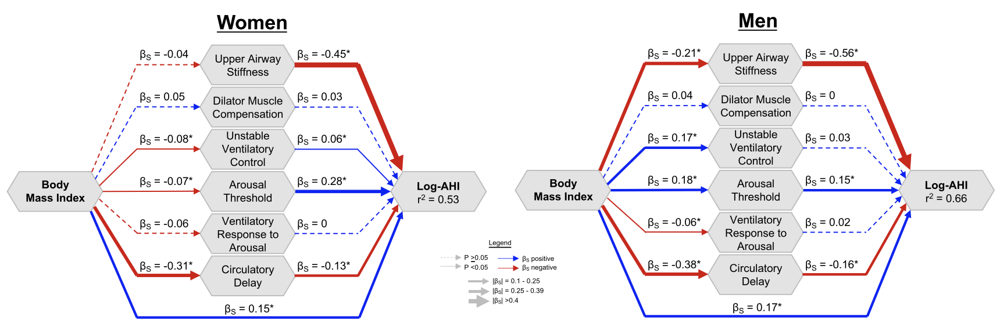 Women
βS = -0.04
Upper Airway
Stiffness
βS = -0.45*
βS = 0.05
Dilator Muscle
Compensation
βS = 0.03
βS = -0.08*
Unstable
Ventilatory
Control
βS = 0.06*
βS = -0.07*
Arousal
Threshold
βS = 0.28*
βS = -0.06
Ventilatory
Response to
Arousal
βS = 0
βS = -0.31*
Circulatory
Delay
βS = -0.13*
βS = 0.15*
Body
Mass Index
Log-AHI
r2 = 0.53
Men
βS = -0.21*
Upper Airway
Stiffness
βS = -0.56*
βS = 0.04
Dilator Muscle
Compensation
βS = 0
βS = 0.17*
Unstable
Ventilatory
Control
βS = 0.03
βS = 0.18*
Arousal
Threshold
βS = 0.15*
βS = -0.06*
Ventilatory
Response to
Arousal
βS = 0.02
βS = -0.38*
Circulatory
Delay
βS = -0.16*
βS = 0.17*
Body
Mass Index
Log-AHI
r2 = 0.66
Legend
P ≥0.05
βS positive
P <0.05
βS negative
|βS| = 0.1 - 0.25
|βS| = 0.25 - 0.39
|βS| >0.4